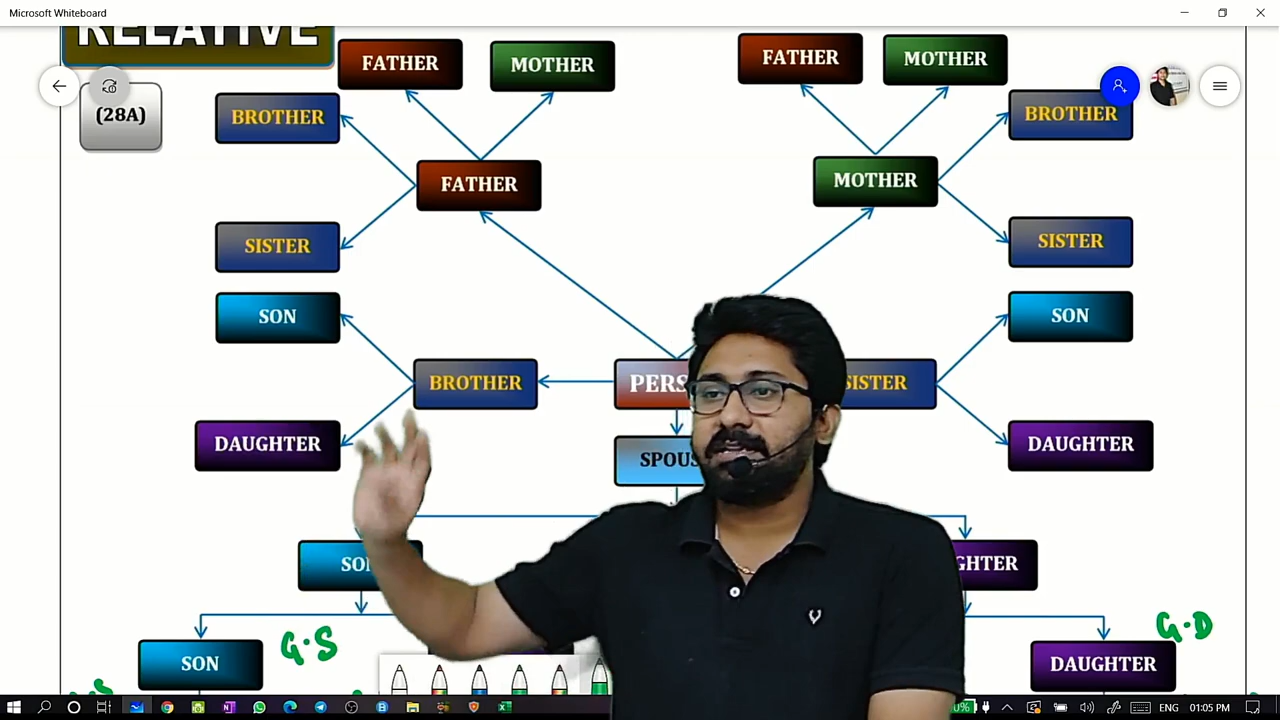 Microsoft Whiteboard
RELATIVE
(28A)
FATHER
MOTHER
FATHER
MOTHER
BROTHER
BROTHER
FATHER
MOTHER
SISTER
SISTER
SON
SON
BROTHER
PERS
SISTER
DAUGHTER
DAUGHTER
SPOUS
SO
GHTER
G.S
G.D
SON
DAUGHTER
ENG
01:05 PM